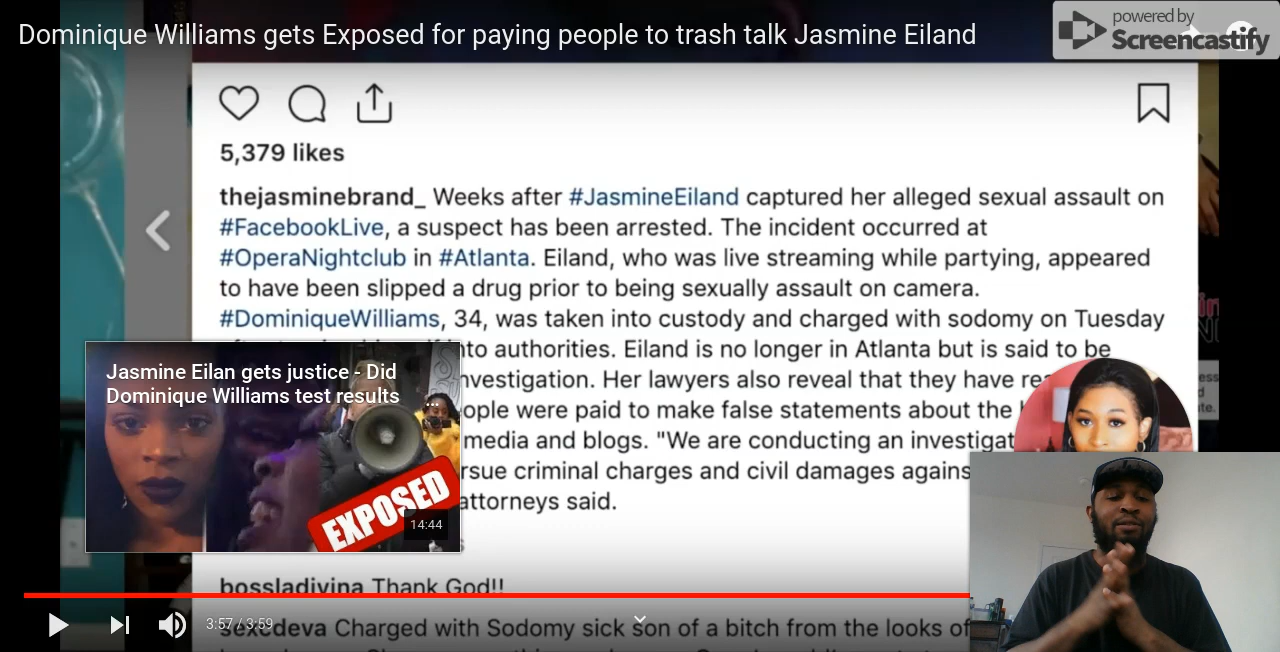 Dominique Williams gets Exposed for paying people to trash talk Jasmine Eiland
powered by
Screencastify
5,379 likes
thejasminebrand_ Weeks after #JasmineEiland captured her alleged sexual assault on
#FacebookLive, a suspect has been arrested. The incident occurred at
#OperaNightclub in #Atlanta. Eiland, who was live streaming while partying, appeared
to have been slipped a drug prior to being sexually assault on camera.
#DominiqueWilliams, 34, was taken into custody and charged with sodomy on Tuesday
into authorities. Eiland is no longer in Atlanta but is said to be
nvestigation. Her lawyers also reveal that they have
ople were paid to make false statements about the
media and blogs. "We are conducting an investigat
rsue criminal charges and civil damages agains
attorneys said.
Jasmine Eilan gets justice - Did
Dominique Williams test results ...
EXPOSED
14:44
bossladivina Thank God!!
3:57 / 3:59
deva Charged with Sodomy sick son of a bitch from the looks of